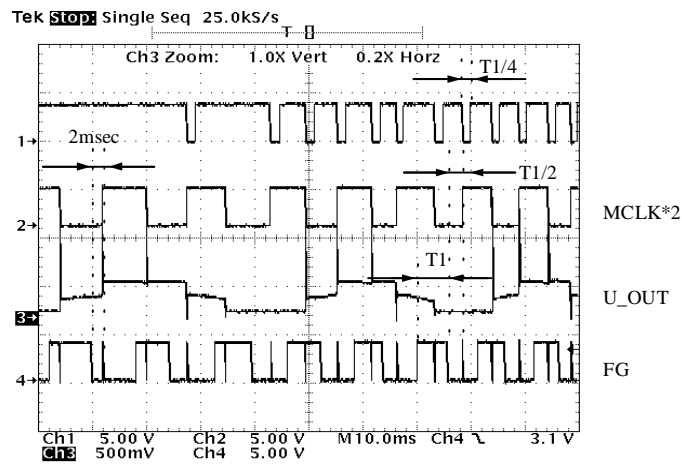 Tek Stop: Single Seq 25.0kS/s
T
Ch3 Zoom: 1.0X Vert 0.2X Horz
T1/4
1
2msec
T1/2
MCLK*2
2
T1
U_OUT
3
FG
4
Ch1 5.00 V Ch2 5.00 V M10.0ms Ch4 3.1 V
Ch3 500mV Ch4 5.00 V